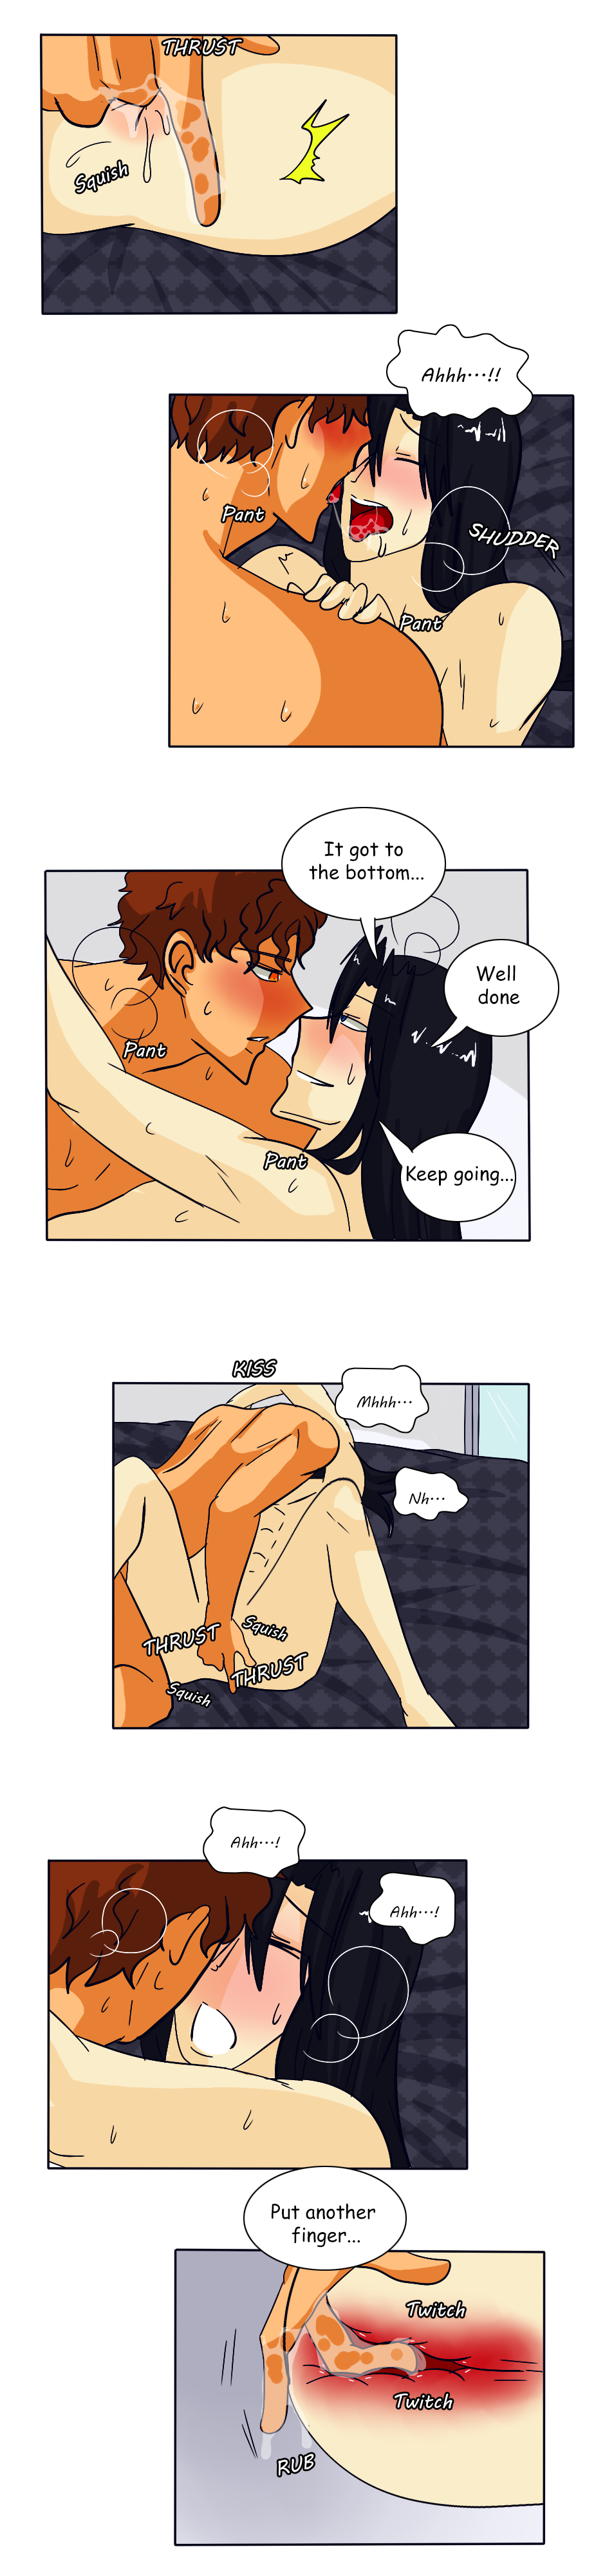 THRUST
Squish
Ahhh...!!
Pant
SHUDDER
Pant
It got to
the bottom...
Well
done
Pant
Pant
Keep going...
KISS
Mhhh...
Nh...
THRUST
Squish
THRUST
Squish
Ahh...!
Ahh...!
Put another
finger...
Twitch
Twitch
RUB